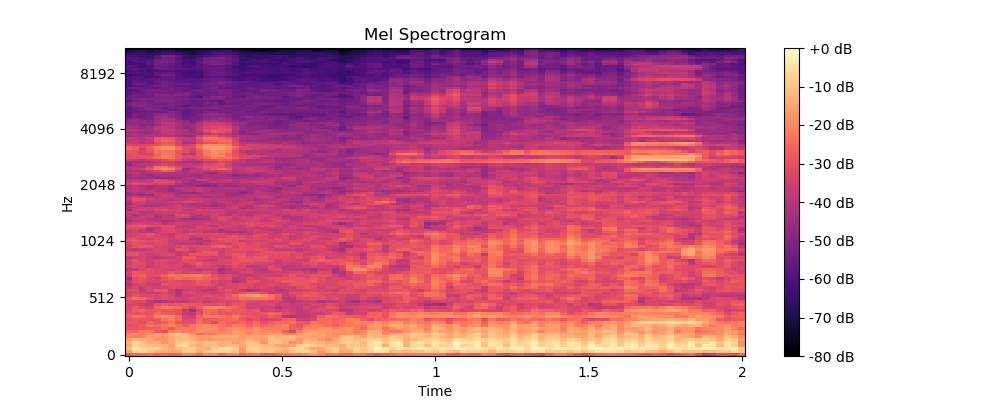 Mel Spectrogram
Hz
8192
4096
2048
1024
512
0
0
0.5
1
1.5
2
Time
+0 dB
-10 dB
-20 dB
-30 dB
-40 dB
-50 dB
-60 dB
-70 dB
-80 dB